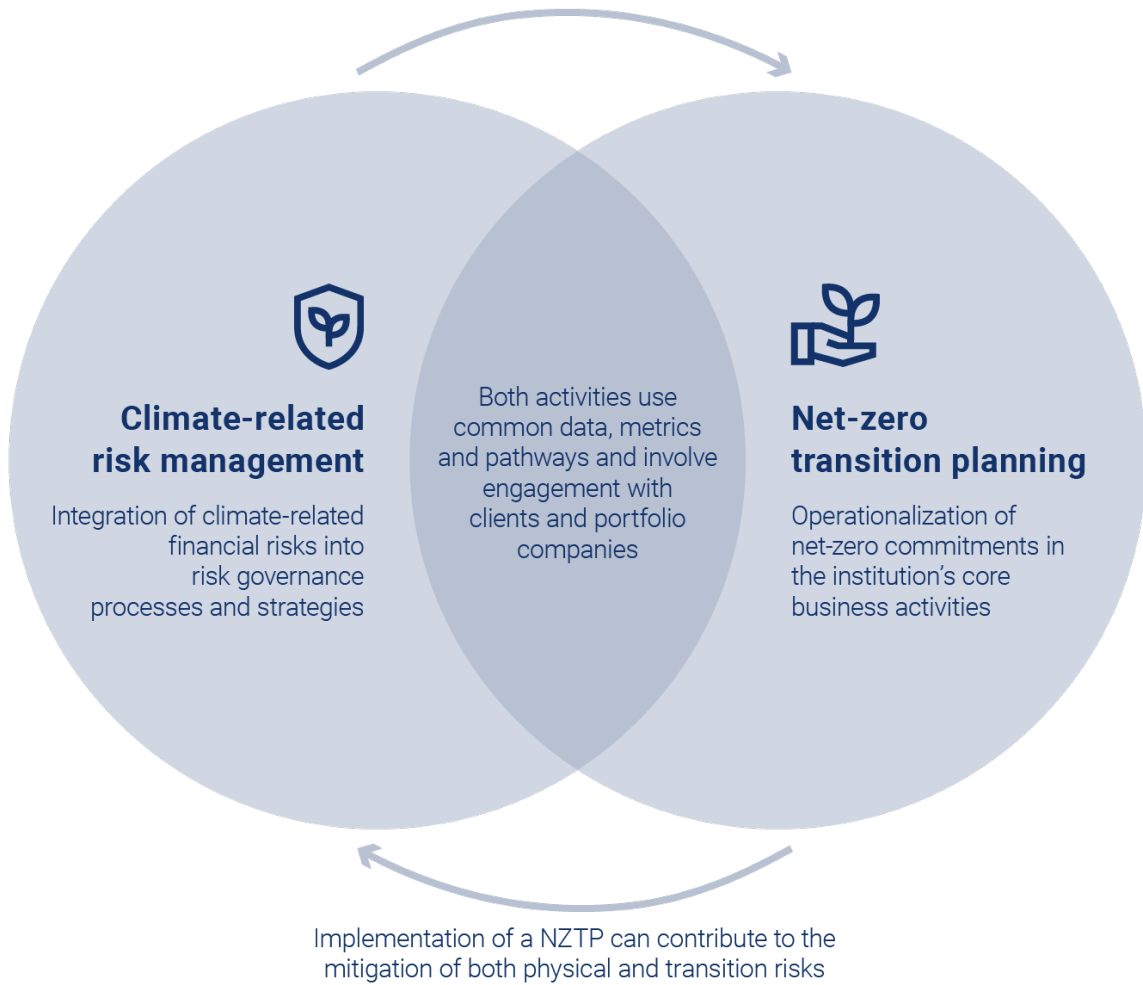 Climate-related
risk management
Integration of climate-related
financial risks into
risk governance
processes and strategies
Both activities use
common data, metrics
and pathways and involve
engagement with
clients and portfolio
companies
Net-zero
transition planning
Operationalization of
net-zero commitments in
the institution’s core
business activities
Implementation of a NZTP can contribute to the
mitigation of both physical and transition risks